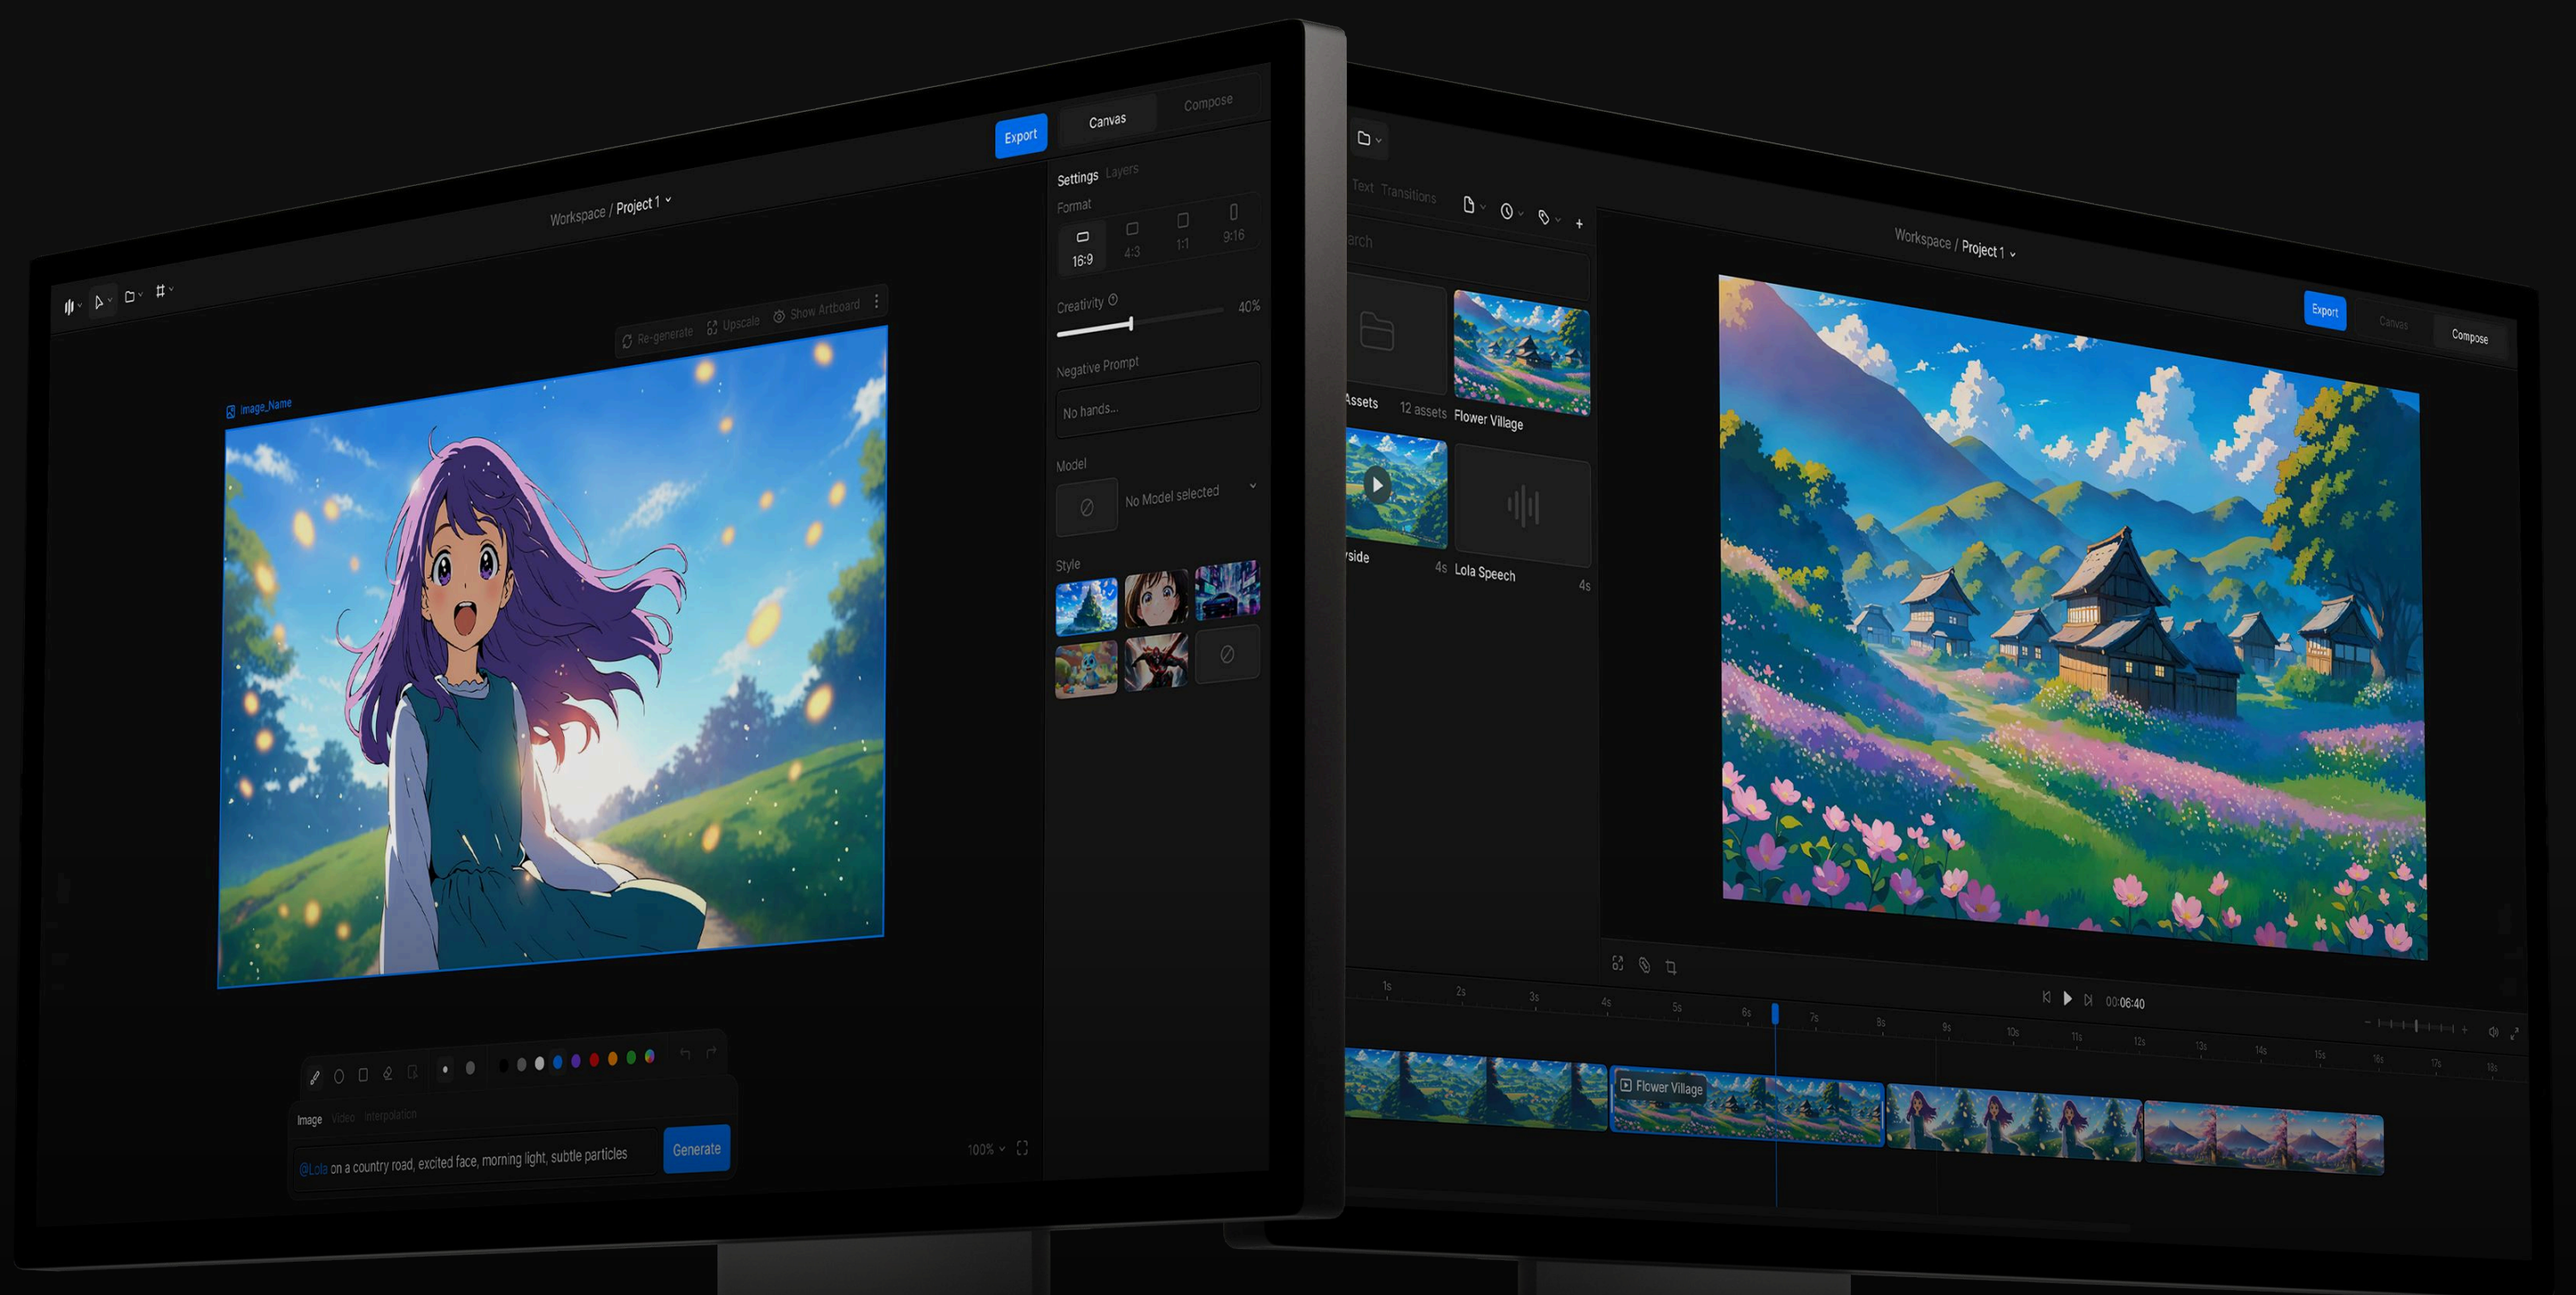 Export
Canvas
Compose
Workspace / Project 1
Settings Layers
Format
16:9
4:3
1:1
9:16
Creativity
40%
Negative Prompt
No hands...
Model
No Model selected
Style
Re-generate
Upscale
Show Artboard
Image_Name
Image Video Interpolation
@Lola on a country road, excited face, morning light, subtle particles
Generate
100%
Text Transitions
arch
Assets
12 assets
Flower Village
yside
4s
Lola Speech
4s
Workspace / Project 1
Export
Canvas
Compose
00:06:40
1s
2s
3s
4s
5s
6s
7s
8s
9s
10s
11s
12s
13s
14s
15s
16s
17s
18s
Flower Village